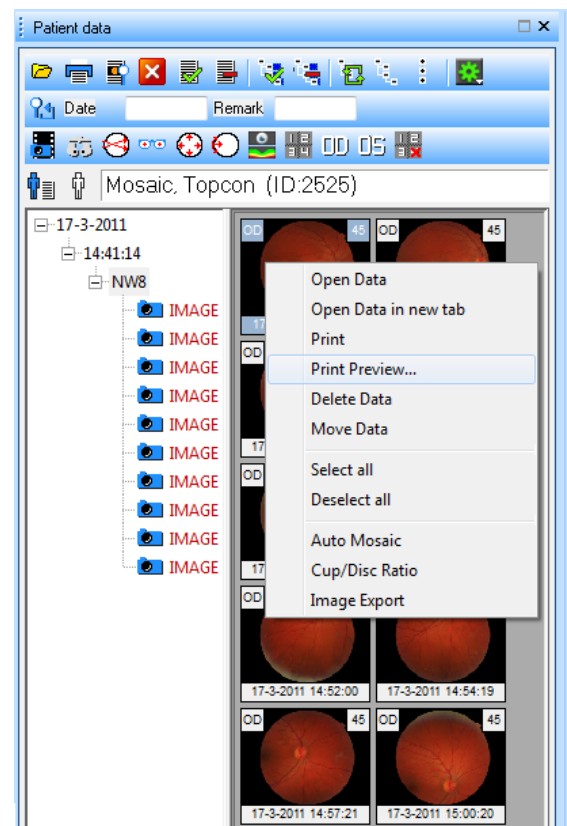 Patient data
Date
Remark
OD OS
Mosaic, Topcon (ID:2525)
17-3-2011
14:41:14
NW8
IMAGE
IMAGE
IMAGE
IMAGE
IMAGE
IMAGE
IMAGE
IMAGE
IMAGE
IMAGE
OD 45 OD 45
17
OD
17
OD
17
OD
Open Data
Open Data in new tab
Print
Print Preview...
Delete Data
Move Data
Select all
Deselect all
Auto Mosaic
Cup/Disc Ratio
Image Export
17-3-2011 14:52:00 17-3-2011 14:54:19
OD 45 OD 45
17-3-2011 14:57:21 17-3-2011 15:00:20